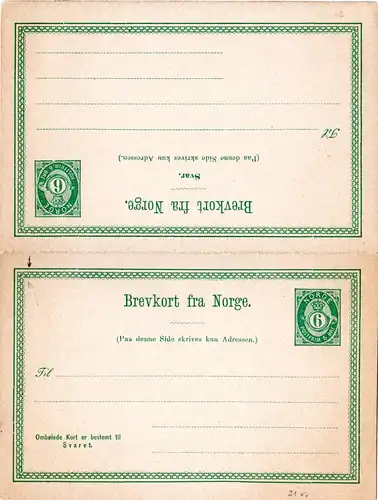 Til
(Paa denne Side skrives kun Adressen.)
Svar.
Brevkort fra Norge.
NORGE
6
Brevkort fra Norge.
NORGE
6
(Paa denne Side skrives kun Adressen.)
Til
Ombøiede Kort er bestemt til
Svaret.